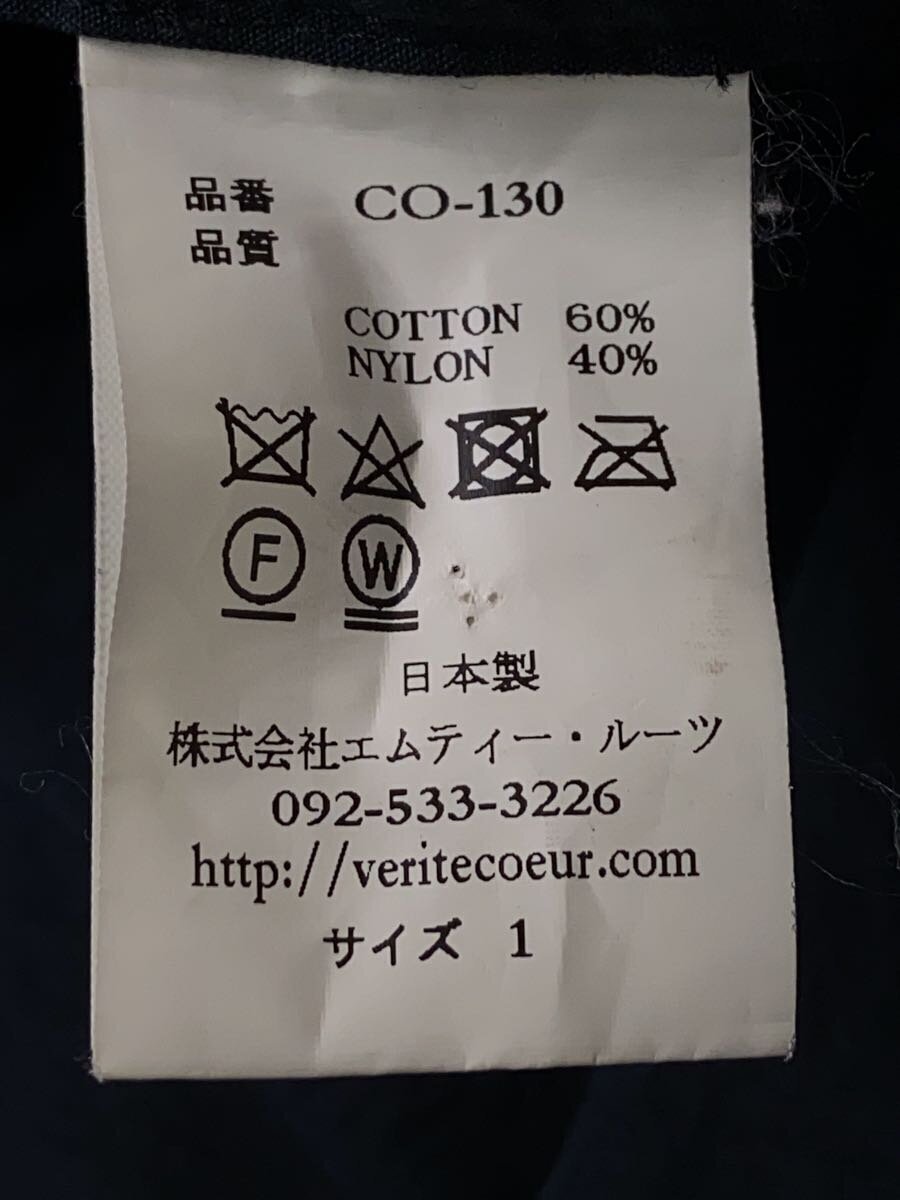 品番 CO-130
品質
COTTON 60%
NYLON 40%
F W
日本製
株式会社エムティー・ルーツ
092-533-3226
http://veritecoeur.com
サイズ 1